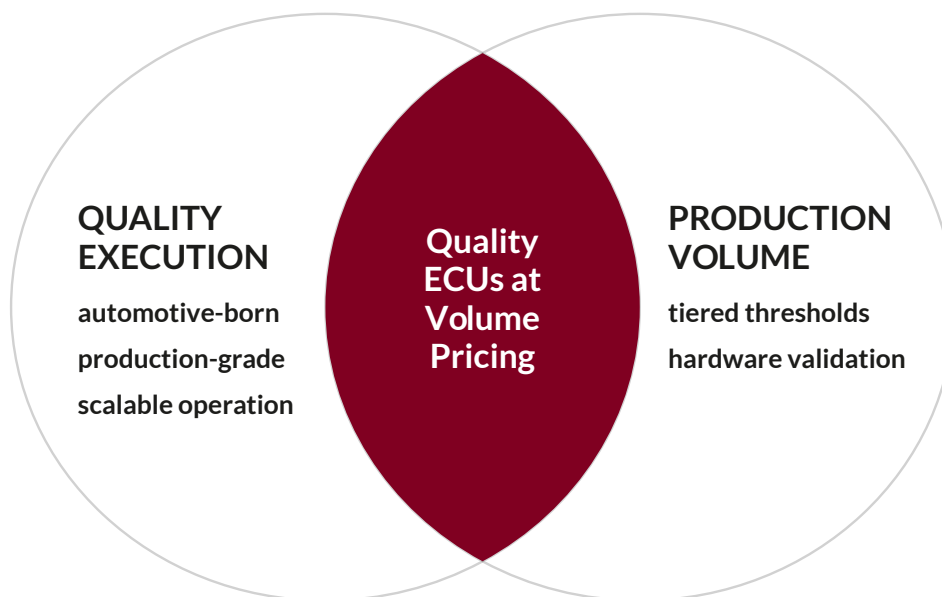 QUALITY
EXECUTION
automotive-born
production-grade
scalable operation
Quality
ECUs at
Volume
Pricing
PRODUCTION
VOLUME
tiered thresholds
hardware validation